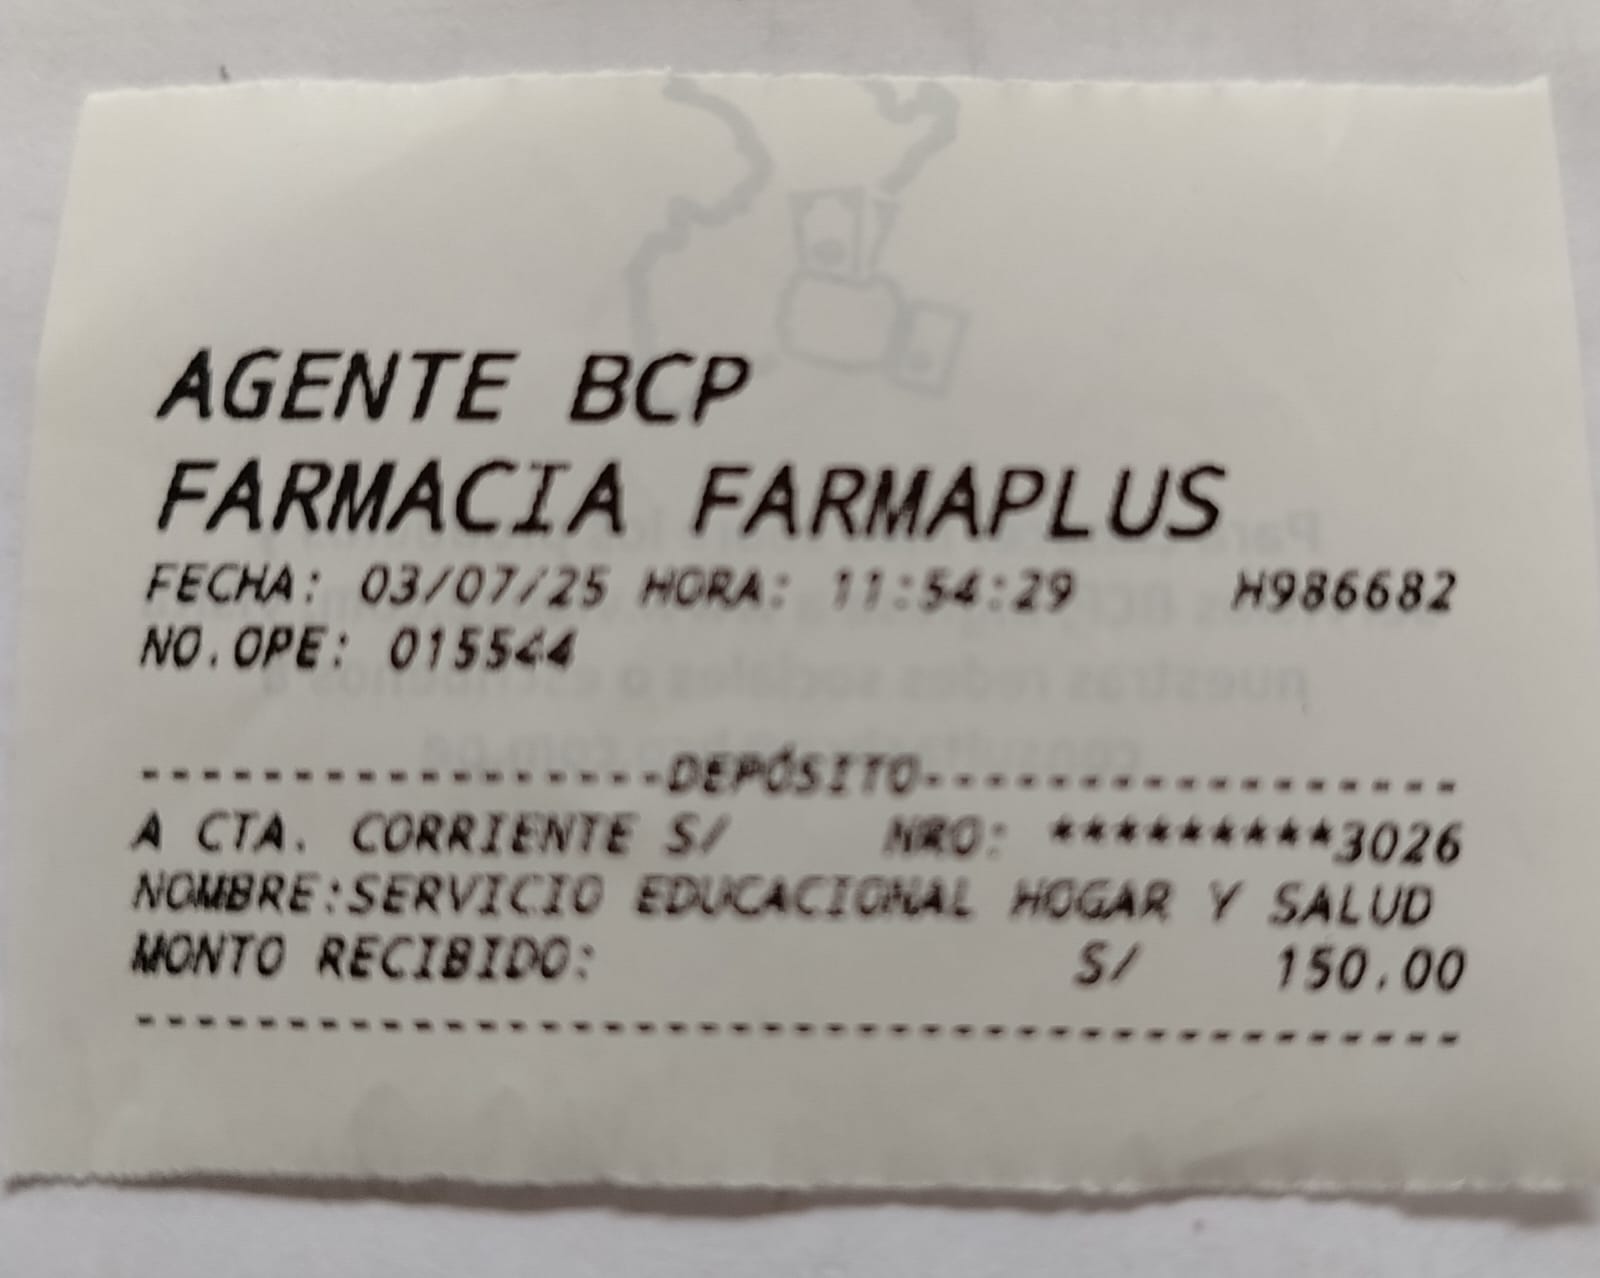 AGENTE BCP
FARMACIA FARMAPLUS
FECHA: 03/07/25 HORA: 11:54:29 H986682
NO.OPE: 015544
-----------------DEPÓSITO-----------------
A CTA. CORRIENTE S/ NRO: *********3026
NOMBRE:SERVICIO EDUCACIONAL HOGAR Y SALUD
MONTO RECIBIDO: S/ 150.00
-------------------------------------------